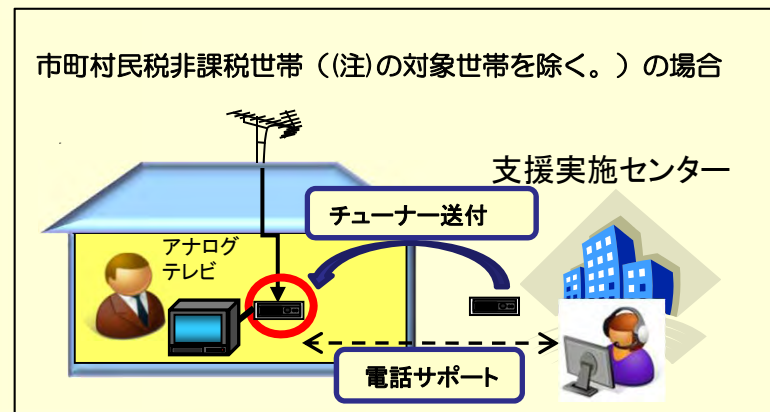 市町村民税非課税世帯（(注)の対象世帯を除く。）の場合
支援実施センター
チューナー送付
アナログ
テレビ
電話サポート